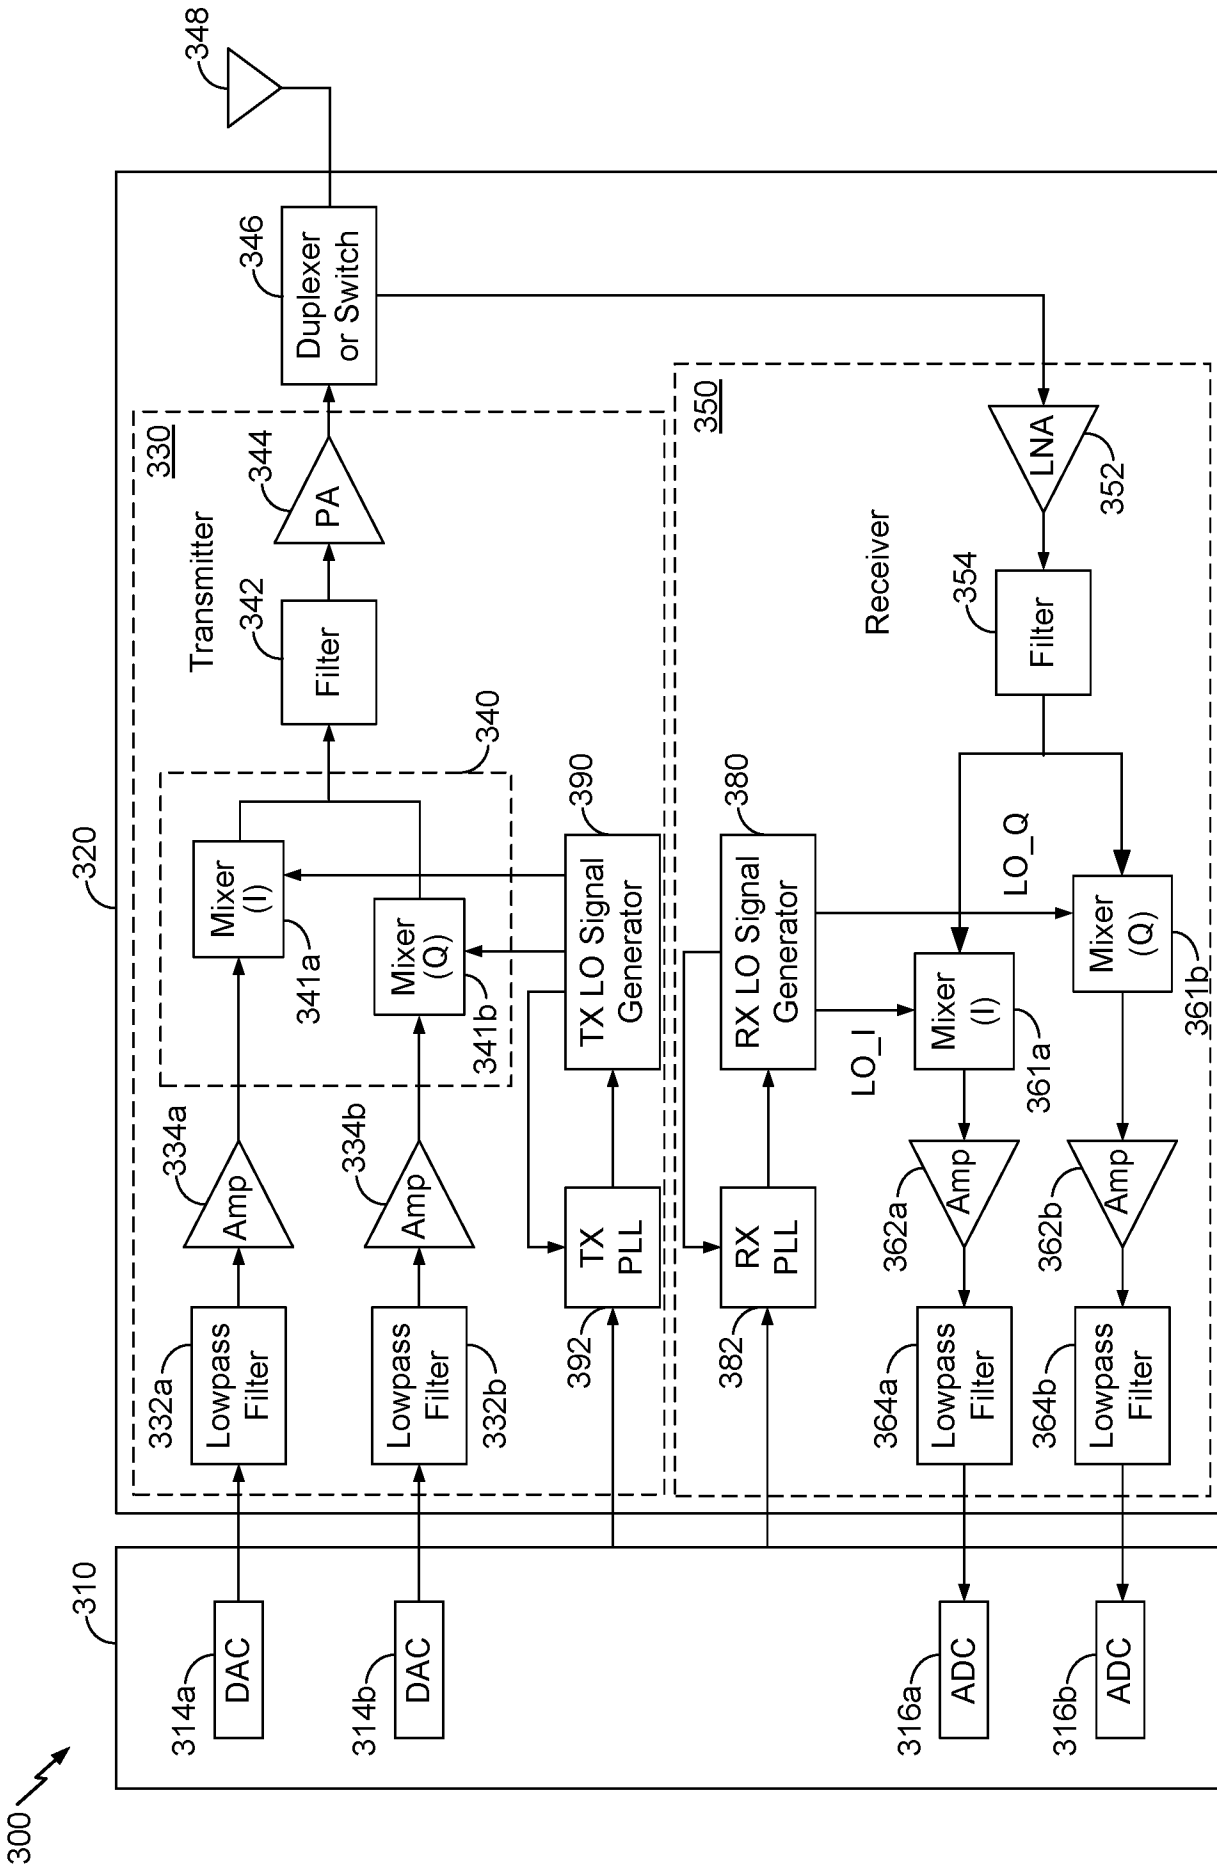 300
310
320
314a
DAC
314b
DAC
316a
ADC
316b
ADC
330
Transmitter
332a
Lowpass
Filter
334a
Amp
332b
Lowpass
Filter
334b
Amp
340
341a
Mixer
(I)
341b
Mixer
(Q)
342
Filter
344
PA
346
Duplexer
or Switch
348
392
TX
PLL
390
TX LO Signal
Generator
350
Receiver
382
RX
PLL
380
RX LO Signal
Generator
LO_I
LO_Q
352
LNA
354
Filter
361a
Mixer
(I)
361b
Mixer
(Q)
362a
Amp
362b
Amp
364a
Lowpass
Filter
364b
Lowpass
Filter